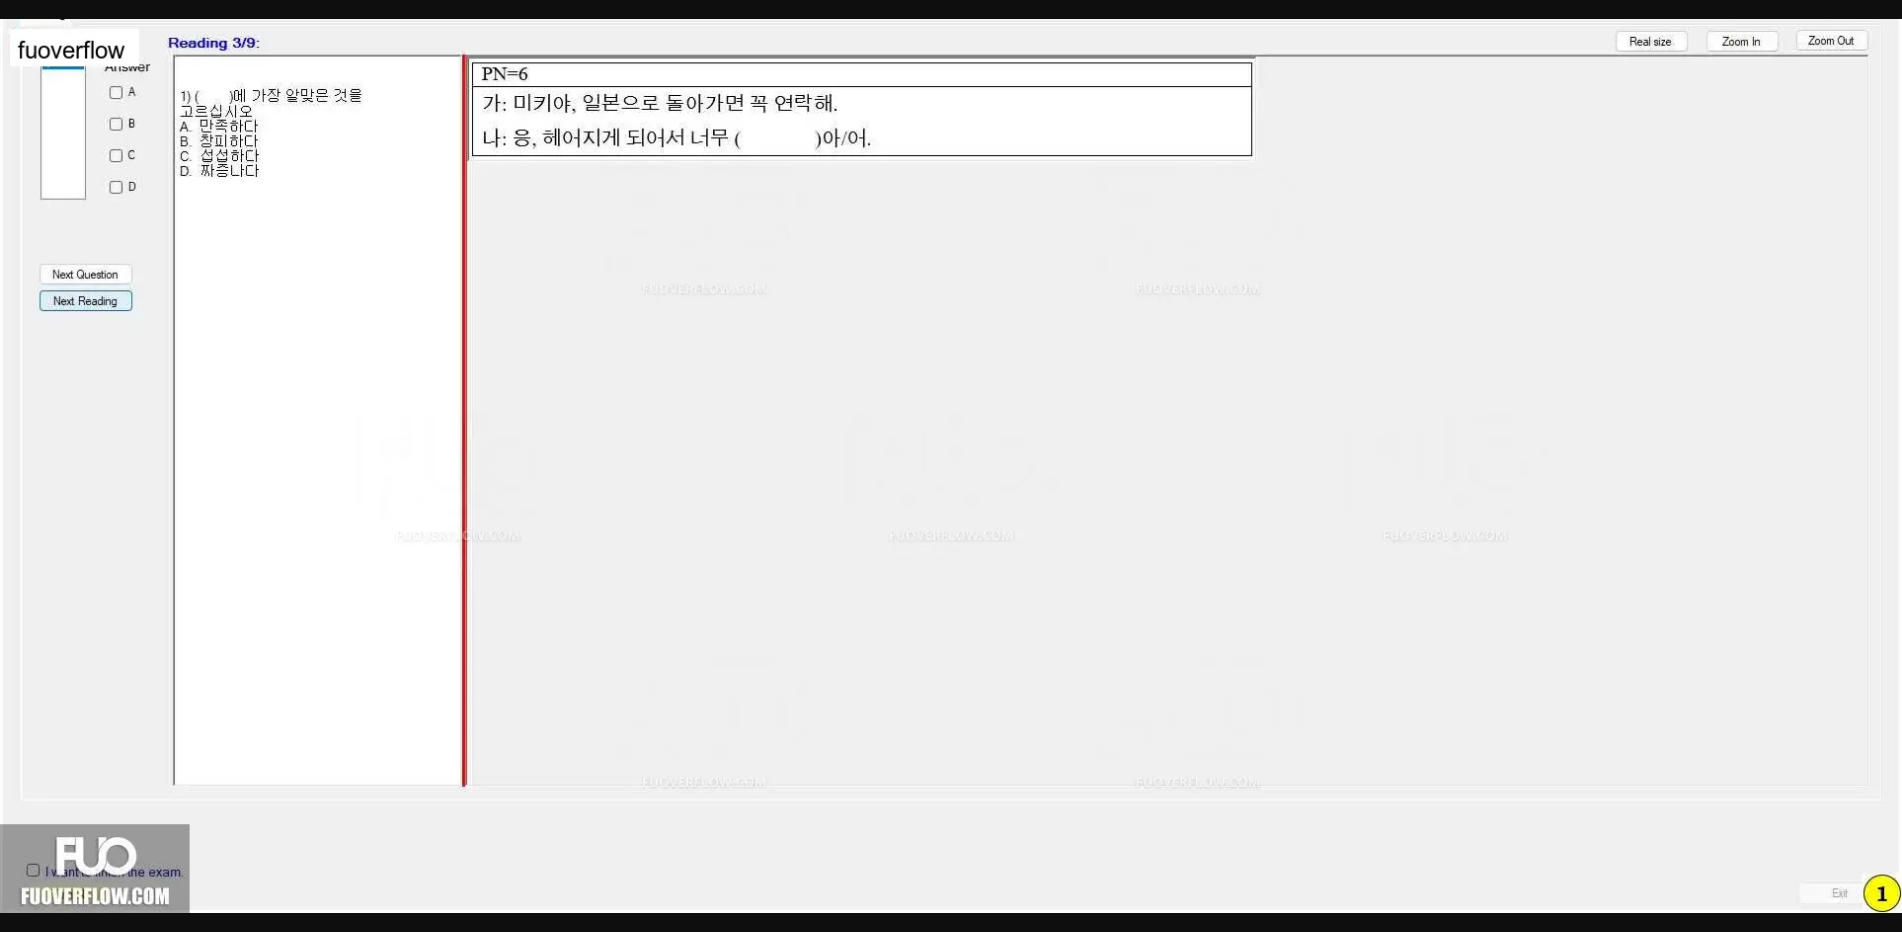 fuoverflow
Reading 3/9:
Real size
Zoom In
Zoom Out
Answer
A
B
C
D
Next Question
Next Reading
1) (      )에 가장 알맞은 것을
고르십시오
A. 만족하다
B. 창피하다
C. 섭섭하다
D. 짜증나다
PN=6
가: 미키야, 일본으로 돌아가면 꼭 연락해.
나: 응, 헤어지게 되어서 너무 (      )아/어.
FUOVERFLOW.COM
FUOVERFLOW.COM
FUOVERFLOW.COM
FUOVERFLOW.COM
FUOVERFLOW.COM
FUOVERFLOW.COM
FUOVERFLOW.COM
FUO
I want to finish the exam.
FUOVERFLOW.COM
Exit
1